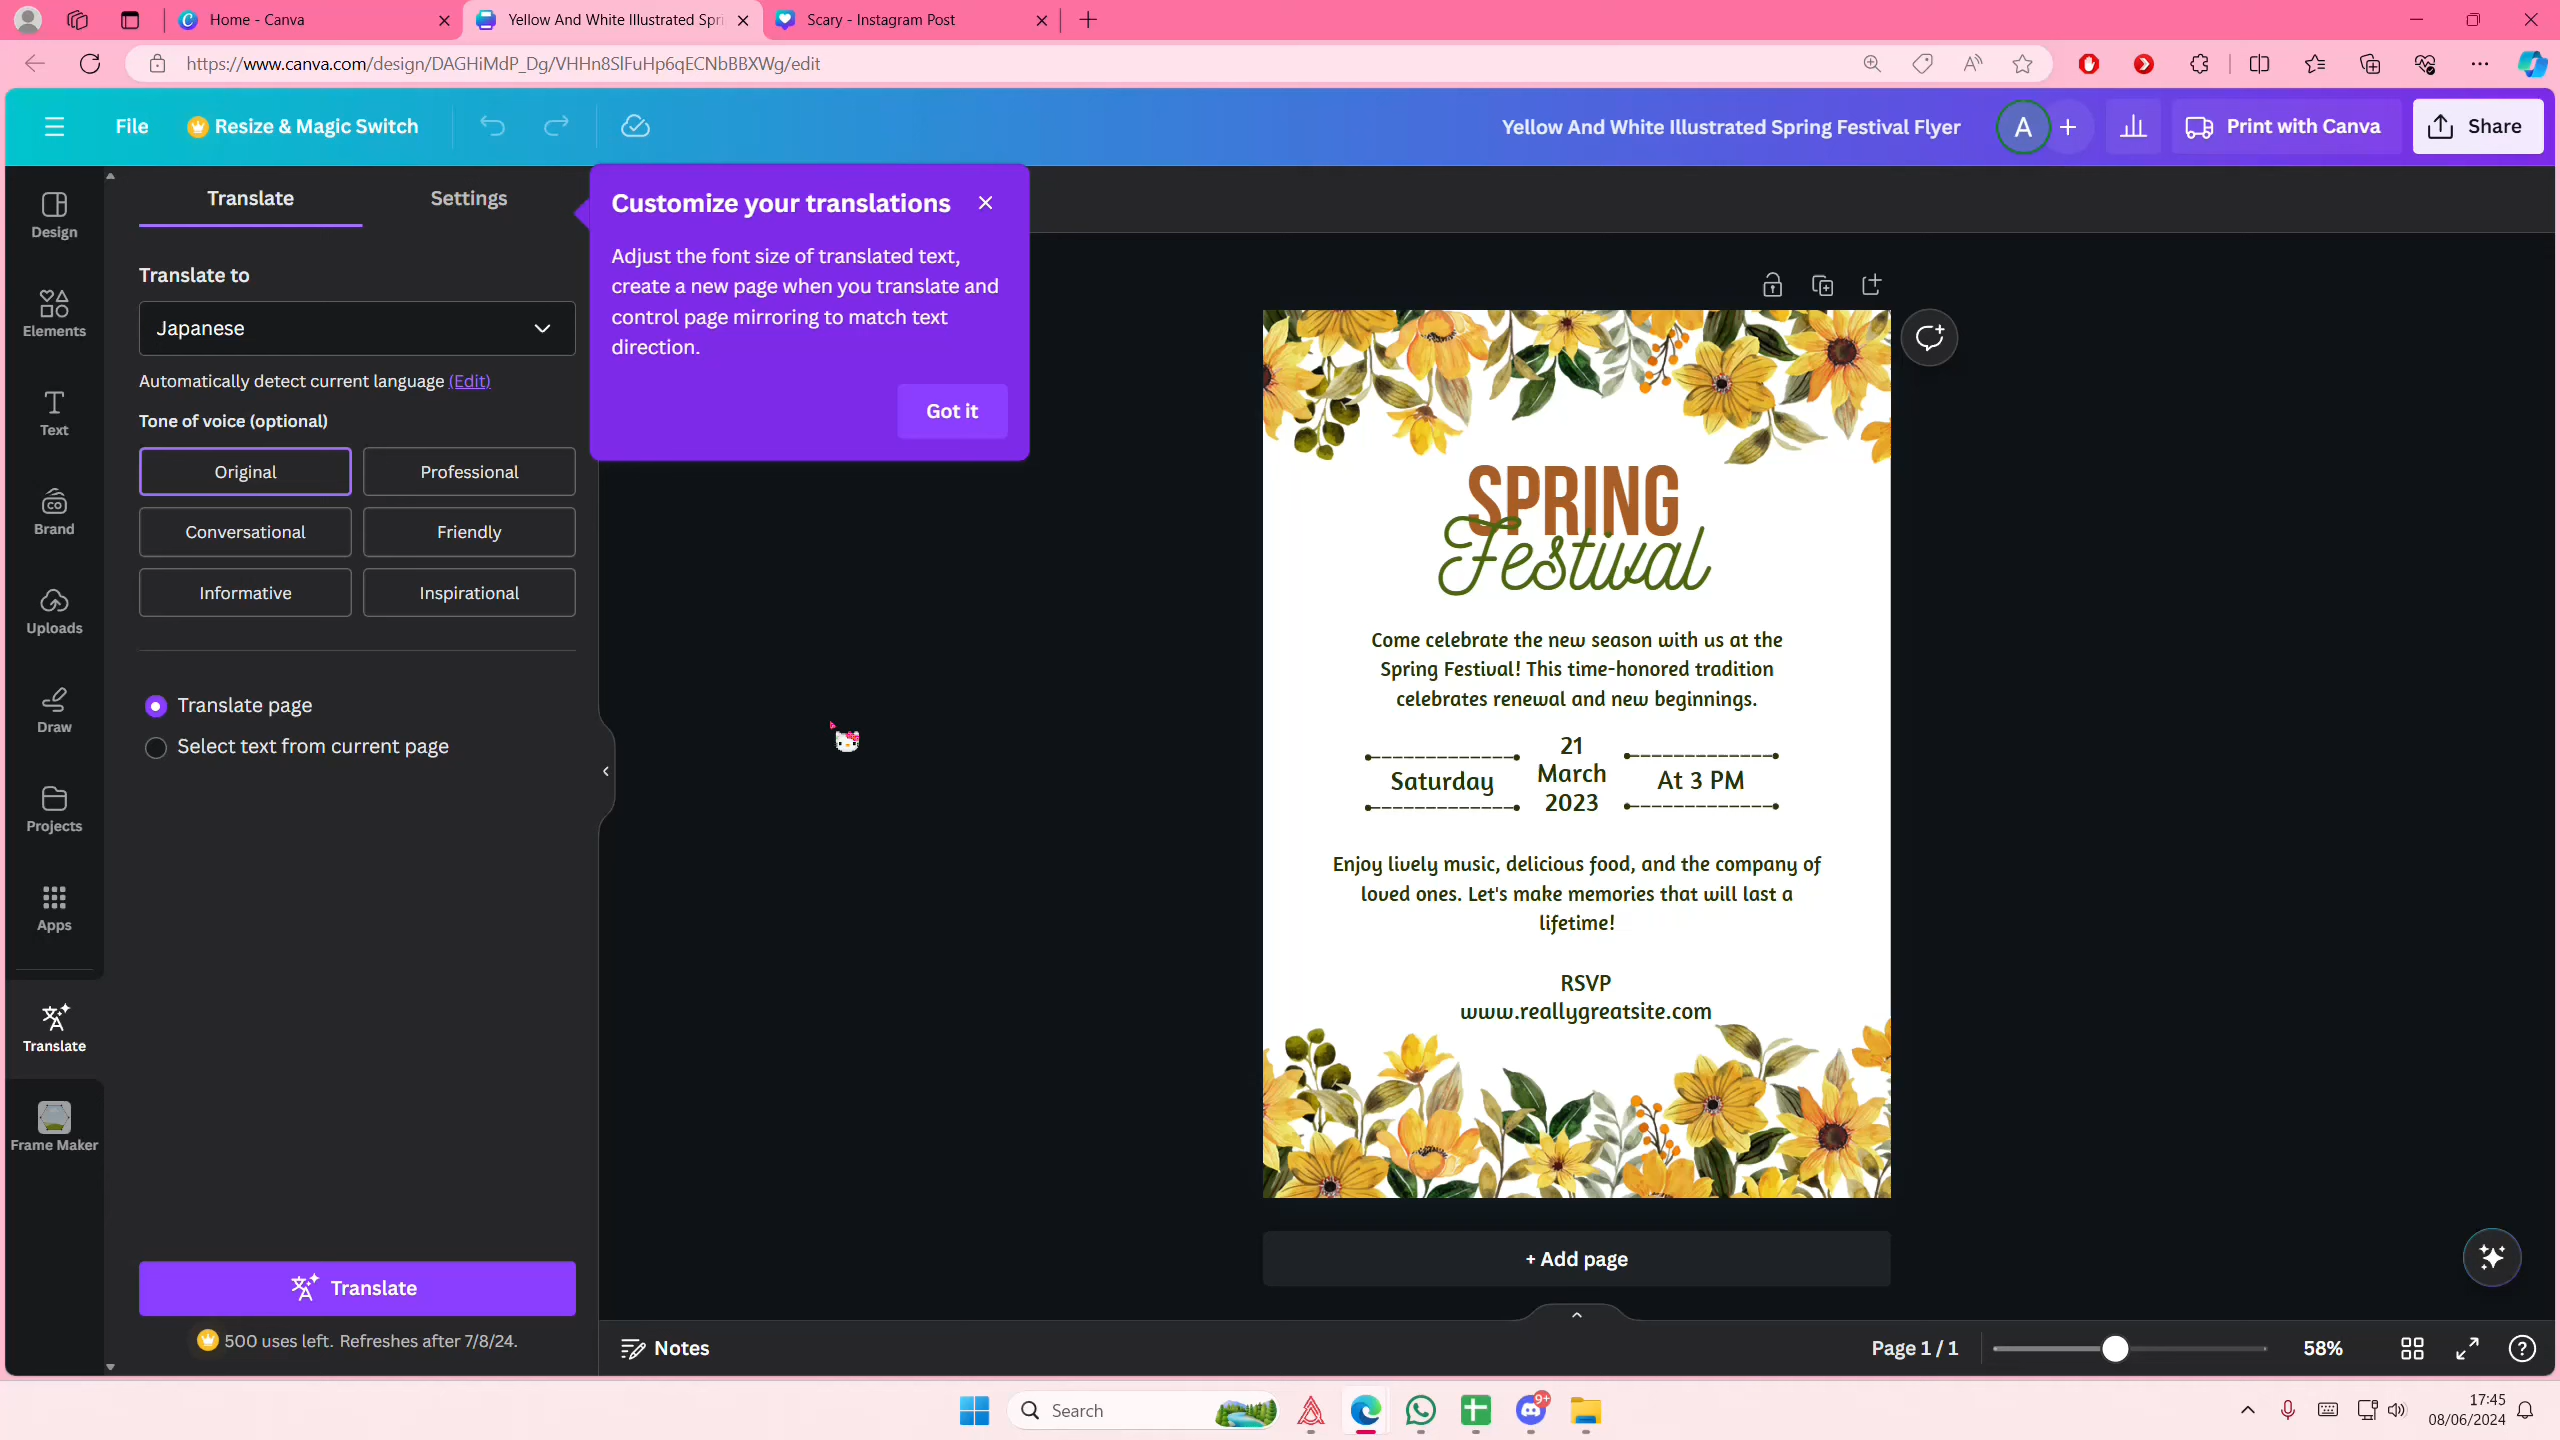 Home - Canva
Yellow And White Illustrated Spri
Scary - Instagram Post
https://www.canva.com/design/DAGHiMdP_Dg/VHHn8SlFuHp6qECNbBBXWg/edit
File
Resize & Magic Switch
Yellow And White Illustrated Spring Festival Flyer
A
Print with Canva
Share
Design
Elements
Text
Brand
Uploads
Draw
Projects
Apps
Translate
Frame Maker
Translate
Settings
Translate to
Japanese
Automatically detect current language (Edit)
Tone of voice (optional)
Original
Professional
Conversational
Friendly
Informative
Inspirational
Translate page
Select text from current page
Translate
500 uses left. Refreshes after 7/8/24.
Customize your translations
Adjust the font size of translated text,
create a new page when you translate and
control page mirroring to match text
direction.
Got it
SPRING
Festival
Come celebrate the new season with us at the
Spring Festival! This time-honored tradition
celebrates renewal and new beginnings.
Saturday
21
March
2023
At 3 PM
Enjoy lively music, delicious food, and the company of
loved ones. Let's make memories that will last a
lifetime!
RSVP
www.reallygreatsite.com
+ Add page
Notes
Page 1 / 1
58%
Search
9+
17:45
08/06/2024